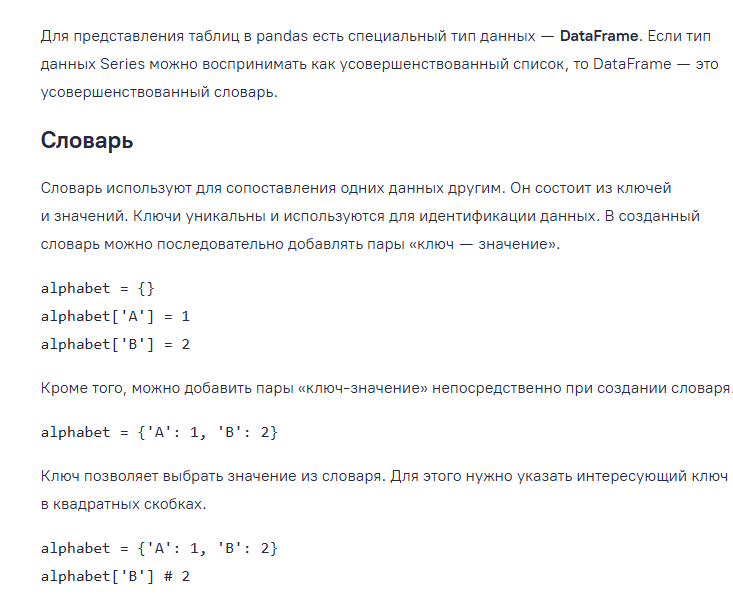 Для представления таблиц в pandas есть специальный тип данных — DataFrame. Если тип
данных Series можно воспринимать как усовершенствованный список, то DataFrame — это
усовершенствованный словарь.
Словарь
Словарь используют для сопоставления одних данных другим. Он состоит из ключей
и значений. Ключи уникальны и используются для идентификации данных. В созданный
словарь можно последовательно добавлять пары «ключ — значение».
alphabet = {}
alphabet['A'] = 1
alphabet['B'] = 2
Кроме того, можно добавить пары «ключ-значение» непосредственно при создании словаря.
alphabet = {'A': 1, 'B': 2}
Ключ позволяет выбрать значение из словаря. Для этого нужно указать интересующий ключ
в квадратных скобках.
alphabet = {'A': 1, 'B': 2}
alphabet['B'] # 2